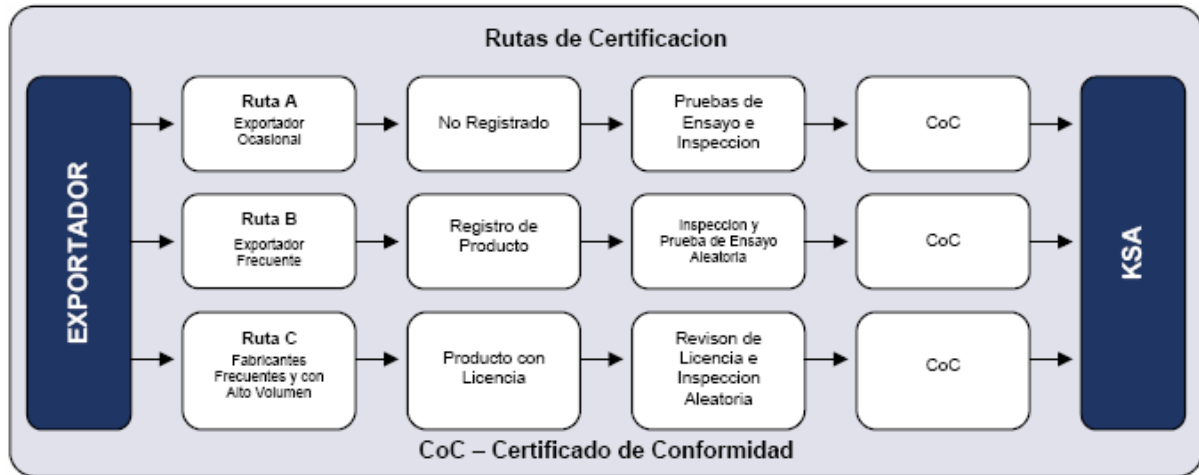 Rutas de Certificacion
EXPORTADOR
Ruta A
Exportador
Ocasional
No Registrado
Pruebas de
Ensayo e
Inspeccion
CoC
Ruta B
Exportador
Frecuente
Registro de
Producto
Inspeccion y
Prueba de Ensayo
Aleatoria
CoC
Ruta C
Fabricantes
Frecuentes y con
Alto Volumen
Producto con
Licencia
Revison de
Licencia e
Inspeccion
Aleatoria
CoC
KSA
CoC – Certificado de Conformidad